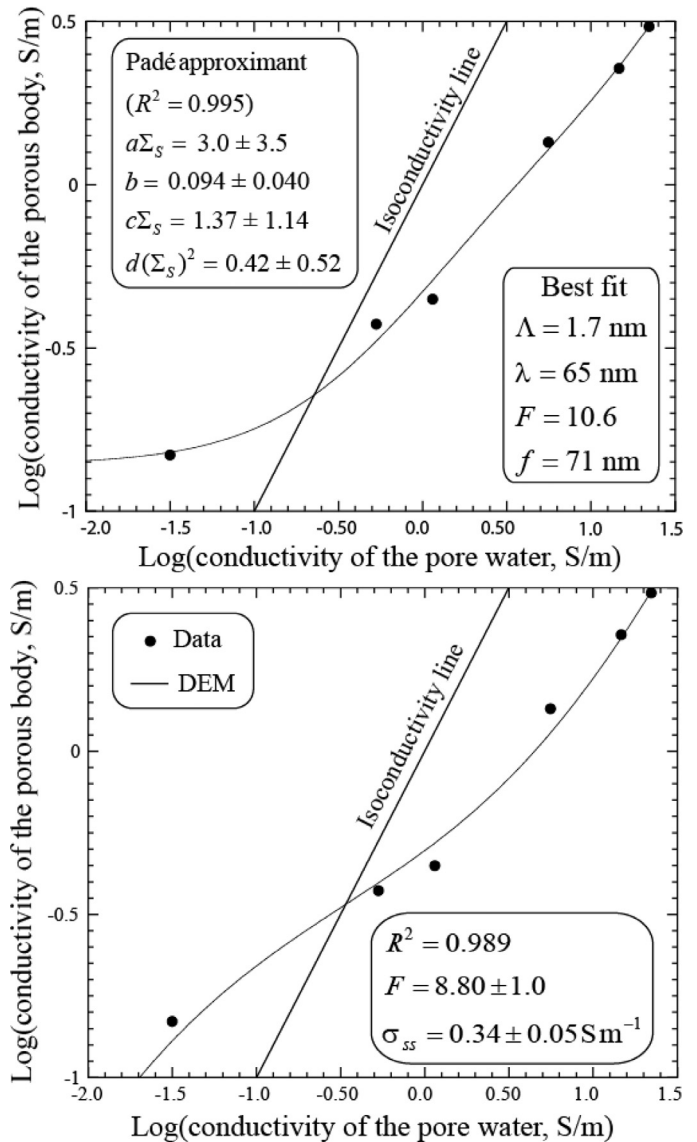 0.5
Padé approximant
(R² = 0.995)
aΣ_S = 3.0 ± 3.5
b = 0.094 ± 0.040
cΣ_S = 1.37 ± 1.14
d(Σ_S)² = 0.42 ± 0.52
Isoconductivity line
0
-0.5
-1
Best fit
Λ = 1.7 nm
λ = 65 nm
F = 10.6
f = 71 nm
Log(conductivity of the porous body, S/m)
-2.0 -1.5 -1.0 -0.50 0.0 0.50 1.0 1.5
Log(conductivity of the pore water, S/m)
0.5
Data
DEM
Isoconductivity line
0
-0.5
-1
R² = 0.989
F = 8.80 ± 1.0
σ_ss = 0.34 ± 0.05 S m⁻¹
Log(conductivity of the porous body, S/m)
-2.0 -1.5 -1.0 -0.50 0.0 0.50 1.0 1.5
Log(conductivity of the pore water, S/m)